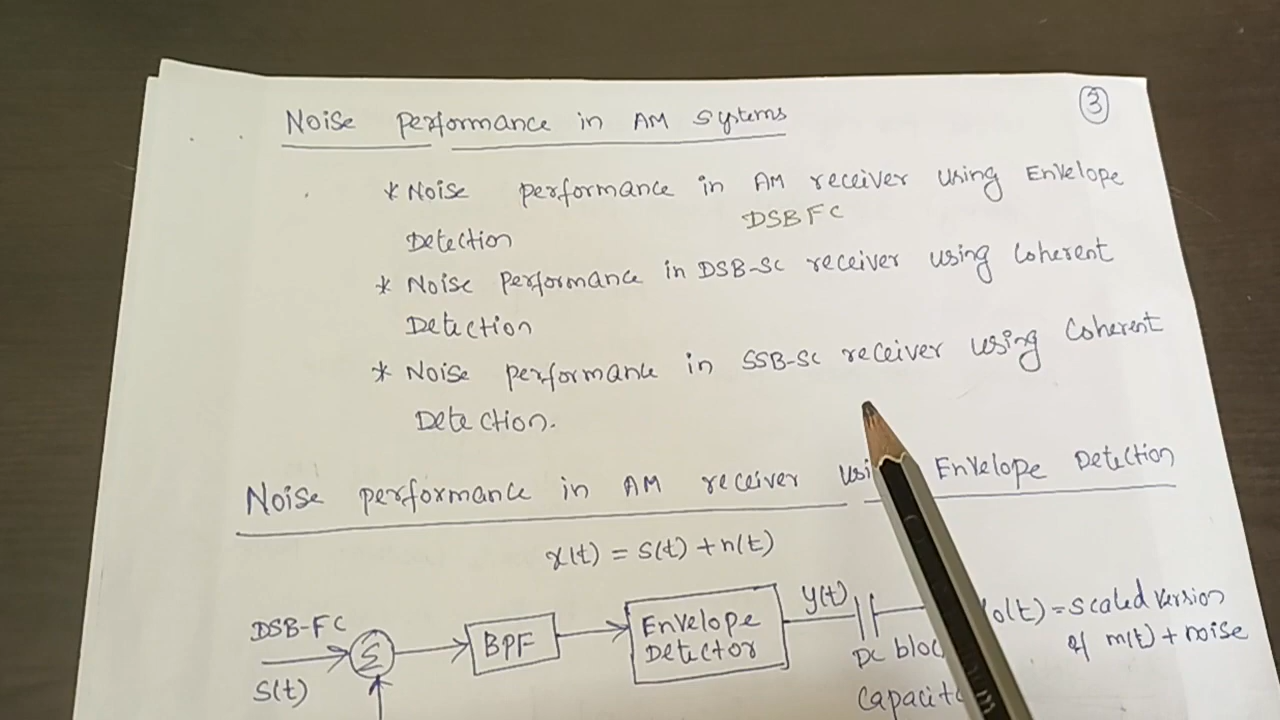 Noise performance in AM systems
3
* Noise performance in AM receiver using Envelope
DSBFC
Detection
* Noise performance in DSB-SC receiver using Coherent
Detection
* Noise performance in SSB-SC receiver using Coherent
Detection.
Noise performance in AM receiver Envelope Detection
x(t) = s(t) + n(t)
DSB-FC
s(t)
Σ
BPF
Envelope
Detector
y(t)
DC
o(t) = scaled version
of m(t) + noise